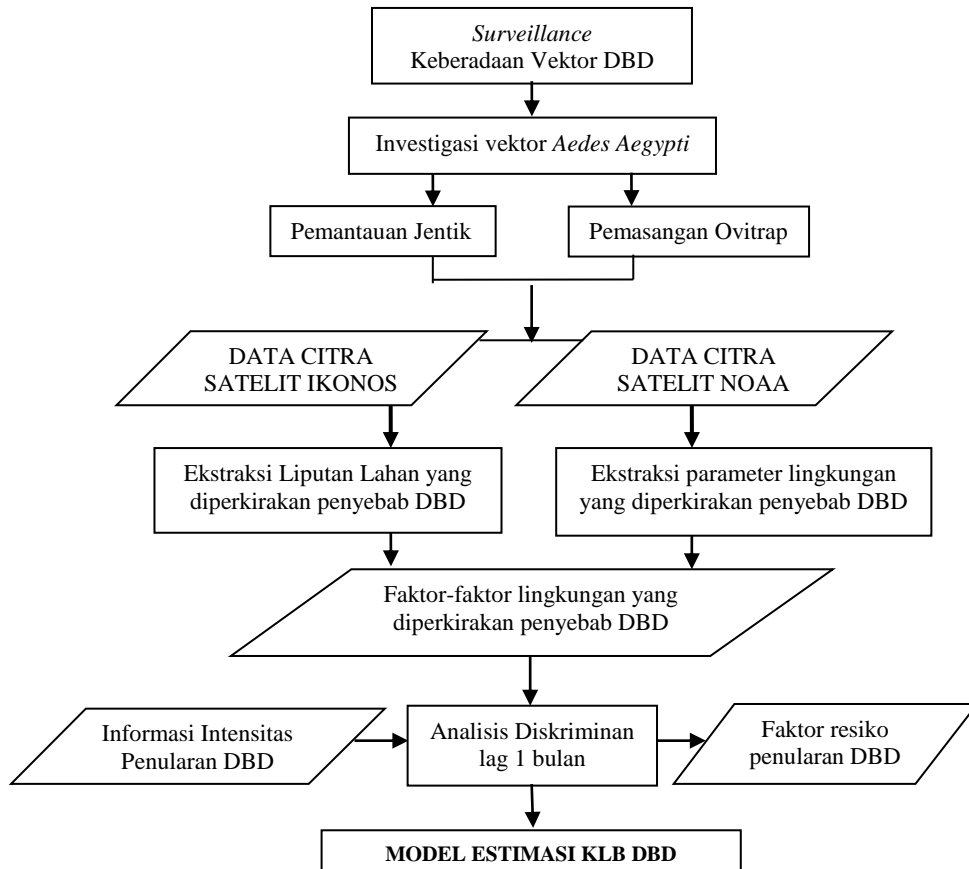 Surveillance
Keberadaan Vektor DBD
Investigasi vektor Aedes Aegypti
Pemantauan Jentik
Pemasangan Ovitrap
DATA CITRA
SATELIT IKONOS
DATA CITRA
SATELIT NOAA
Ekstraksi Liputan Lahan yang
diperkirakan penyebab DBD
Ekstraksi parameter lingkungan
yang diperkirakan penyebab DBD
Faktor-faktor lingkungan yang
diperkirakan penyebab DBD
Informasi Intensitas
Penularan DBD
Analisis Diskriminan
lag 1 bulan
Faktor resiko
penularan DBD
MODEL ESTIMASI KLB DBD